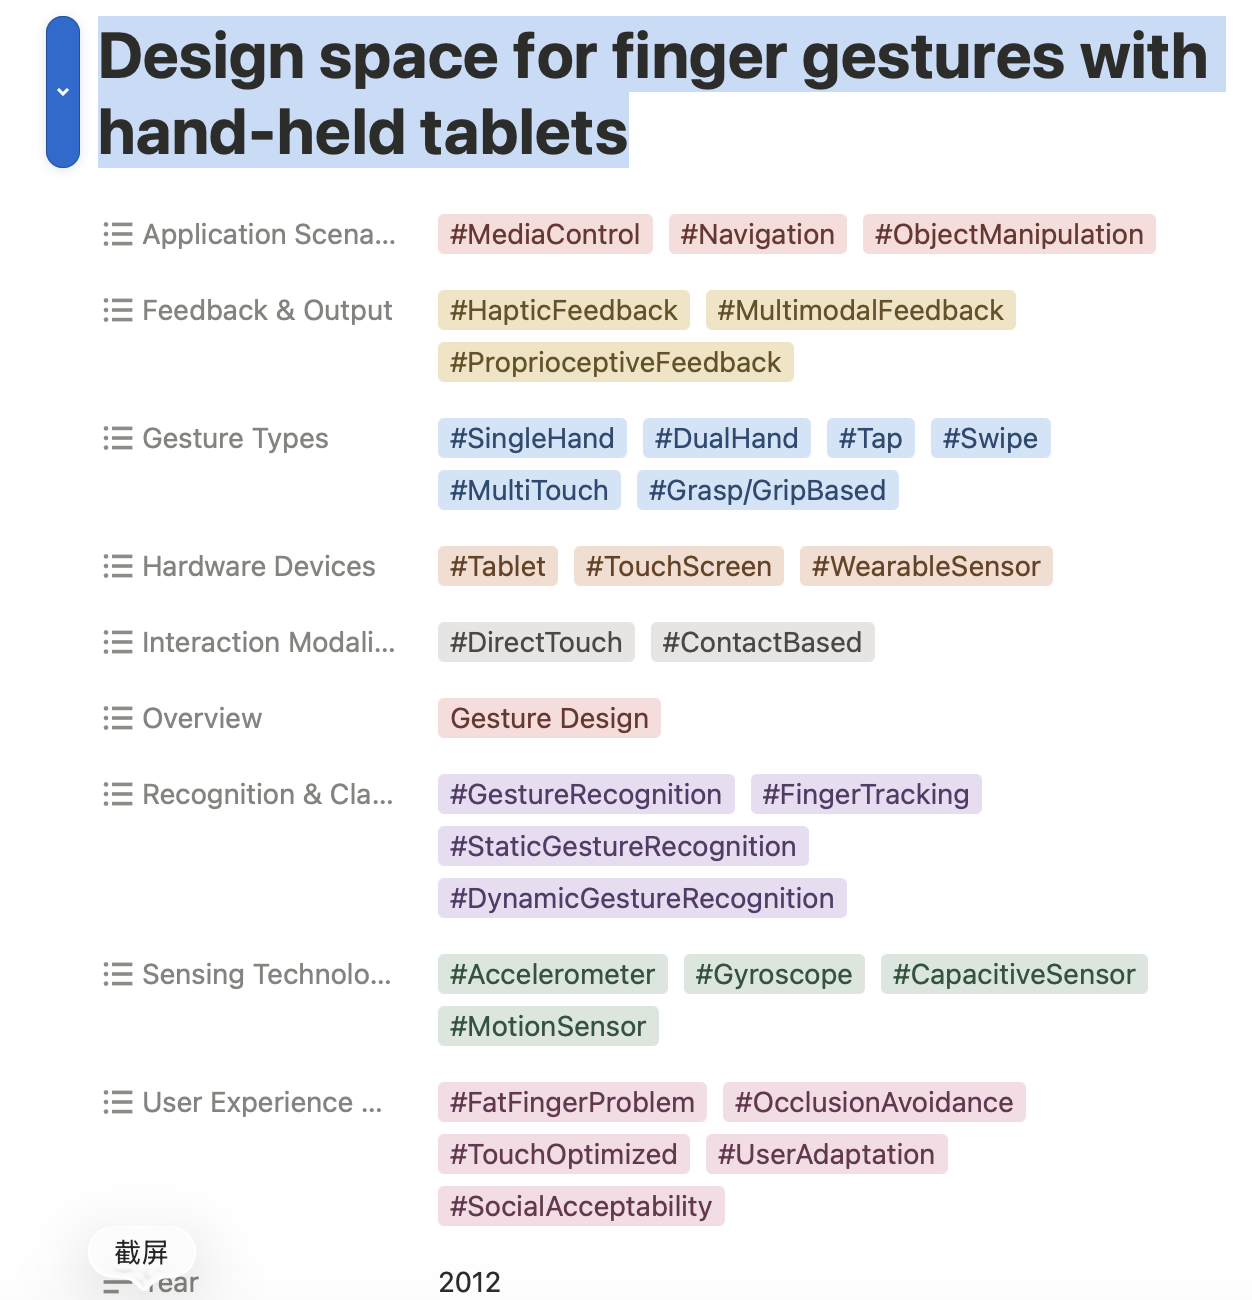 Design space for finger gestures with
hand-held tablets
Application Scena... #MediaControl #Navigation #ObjectManipulation
Feedback & Output #HapticFeedback #MultimodalFeedback
#ProprioceptiveFeedback
Gesture Types #SingleHand #DualHand #Tap #Swipe
#MultiTouch #Grasp/GripBased
Hardware Devices #Tablet #TouchScreen #WearableSensor
Interaction Modali... #DirectTouch #ContactBased
Overview Gesture Design
Recognition & Cla... #GestureRecognition #FingerTracking
#StaticGestureRecognition
#DynamicGestureRecognition
Sensing Technolo... #Accelerometer #Gyroscope #CapacitiveSensor
#MotionSensor
User Experience ... #FatFingerProblem #OcclusionAvoidance
#TouchOptimized #UserAdaptation
#SocialAcceptability
截屏
Year 2012